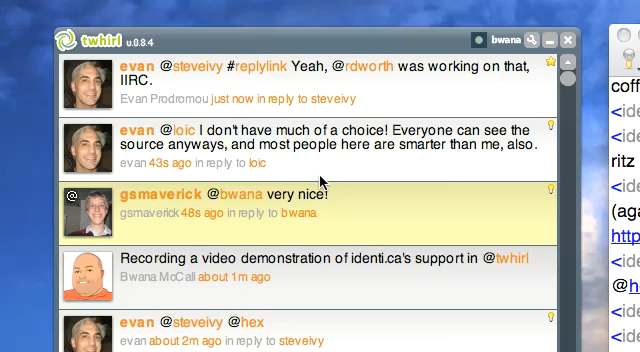 twhirl v.0.8.4
bwana
evan @steveivy #replylink Yeah, @rdworth was working on that,
IIRC.
Evan Prodromou just now in reply to steveivy
evan @loic I don't have much of a choice! Everyone can see the
source anyways, and most people here are smarter than me, also.
evan 43s ago in reply to loic
@
gsmaverick @bwana very nice!
gsmaverick 48s ago in reply to bwana
Recording a video demonstration of identi.ca's support in @twhirl
Bwana McCall about 1m ago
evan @steveivy @hex
evan about 2m ago in reply to steveivy
coff
<ide
<ide
ritz
<ide
(aga
<ide
http
<ide
@he
<ide
<ide